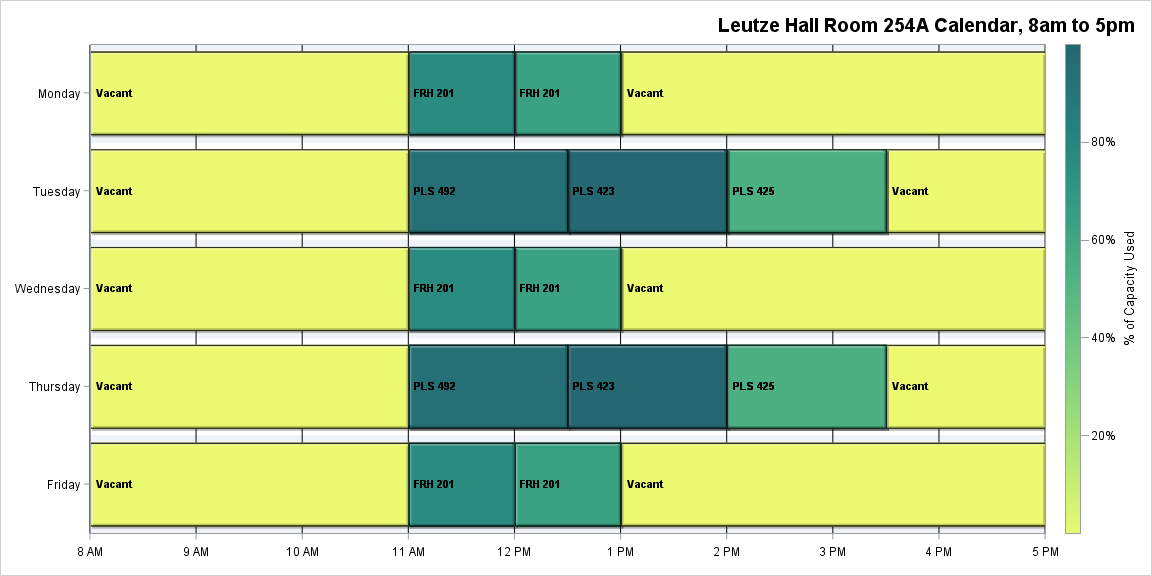 Leutze Hall Room 254A Calendar, 8am to 5pm
Monday
Vacant
FRH 201
FRH 201
Vacant
Tuesday
Vacant
PLS 492
PLS 423
PLS 425
Vacant
Wednesday
Vacant
FRH 201
FRH 201
Vacant
Thursday
Vacant
PLS 492
PLS 423
PLS 425
Vacant
Friday
Vacant
FRH 201
FRH 201
Vacant
8 AM
9 AM
10 AM
11 AM
12 PM
1 PM
2 PM
3 PM
4 PM
5 PM
80%
60%
40%
20%
% of Capacity Used